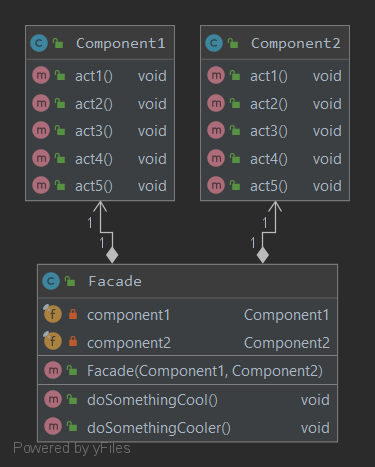 Component1
act1() void
act2() void
act3() void
act4() void
act5() void
Component2
act1() void
act2() void
act3() void
act4() void
act5() void
1
1
1
1
Facade
component1 Component1
component2 Component2
Facade(Component1, Component2)
doSomethingCool() void
doSomethingCooler() void
Powered by yFiles